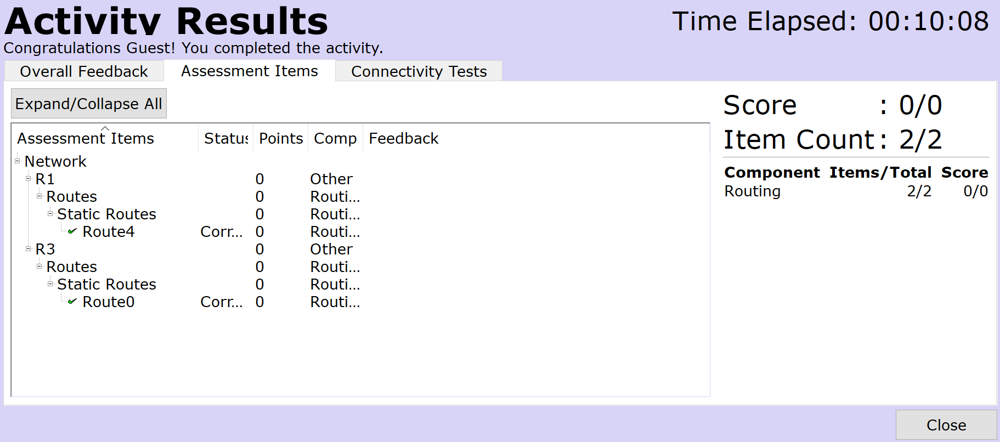 Activity Results
Time Elapsed: 00:10:08
Congratulations Guest! You completed the activity.
Overall Feedback Assessment Items Connectivity Tests
Expand/Collapse All
Assessment Items Status Points Comp Feedback
Network
R1 0 Other
Routes 0 Routi...
Static Routes 0 Routi...
Route4 Corr... 0 Routi...
R3 0 Other
Routes 0 Routi...
Static Routes 0 Routi...
Route0 Corr... 0 Routi...
Score : 0/0
Item Count : 2/2
Component Items/Total Score
Routing 2/2 0/0
Close